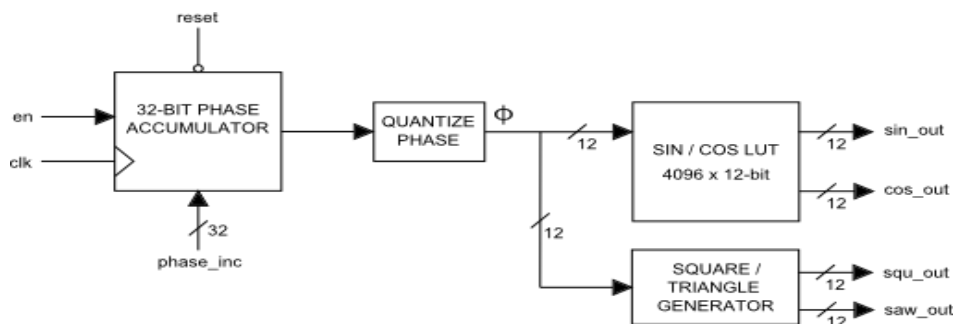 reset
en
clk
32-BIT PHASE
ACCUMULATOR
32
phase_inc
QUANTIZE
PHASE
Φ
12
12
SIN / COS LUT
4096 x 12-bit
12
sin_out
12
cos_out
SQUARE /
TRIANGLE
GENERATOR
12
squ_out
12
saw_out